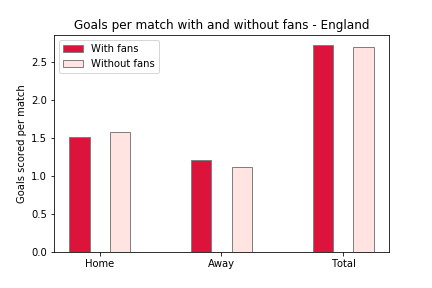 Goals per match with and without fans - England
With fans
Without fans
Goals scored per match
2.5
2.0
1.5
1.0
0.5
0.0
Home Away Total